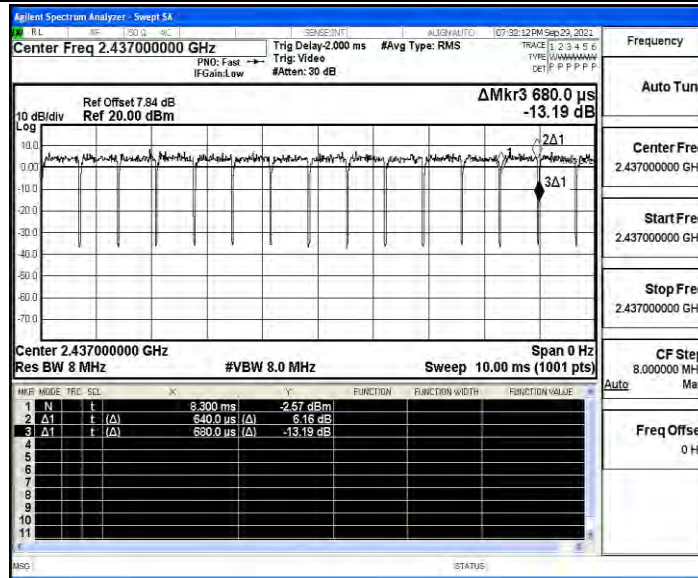 Agilent Spectrum Analyzer - Swept SA
RL RF 50 Ω AC SENSE:INT ALIGNAUTO 07:32:12 PM Sep 29, 2021
Center Freq 2.437000000 GHz
PNO: Fast
IFGain:Low
Trig Delay-2.000 ms
Trig: Video
#Atten: 30 dB
#Avg Type: RMS
TRACE 1 2 3 4 5 6
TYPE WWWWWW
DET P P P P P P
Ref Offset 7.84 dB
10 dB/div Ref 20.00 dBm
ΔMkr3 680.0 µs
-13.19 dB
Log
10.0
0.00
-10.0
-20.0
-30.0
-40.0
-50.0
-60.0
-70.0
1
2Δ1
3Δ1
Center 2.437000000 GHz Span 0 Hz
Res BW 8 MHz #VBW 8.0 MHz Sweep 10.00 ms (1001 pts)
MKR MODE TRC SCL X Y FUNCTION FUNCTION WIDTH FUNCTION VALUE
1 N t 8.300 ms -2.57 dBm
2 Δ1 t (Δ) 640.0 µs (Δ) 6.16 dB
3 Δ1 t (Δ) 680.0 µs (Δ) -13.19 dB
4
5
6
7
8
9
10
11
MSG STATUS
Frequency
Auto Tun
Center Fre
2.437000000 GH
Start Fre
2.437000000 GH
Stop Fre
2.437000000 GH
CF Step
8.000000 MH
Auto Ma
Freq Offse
0 H